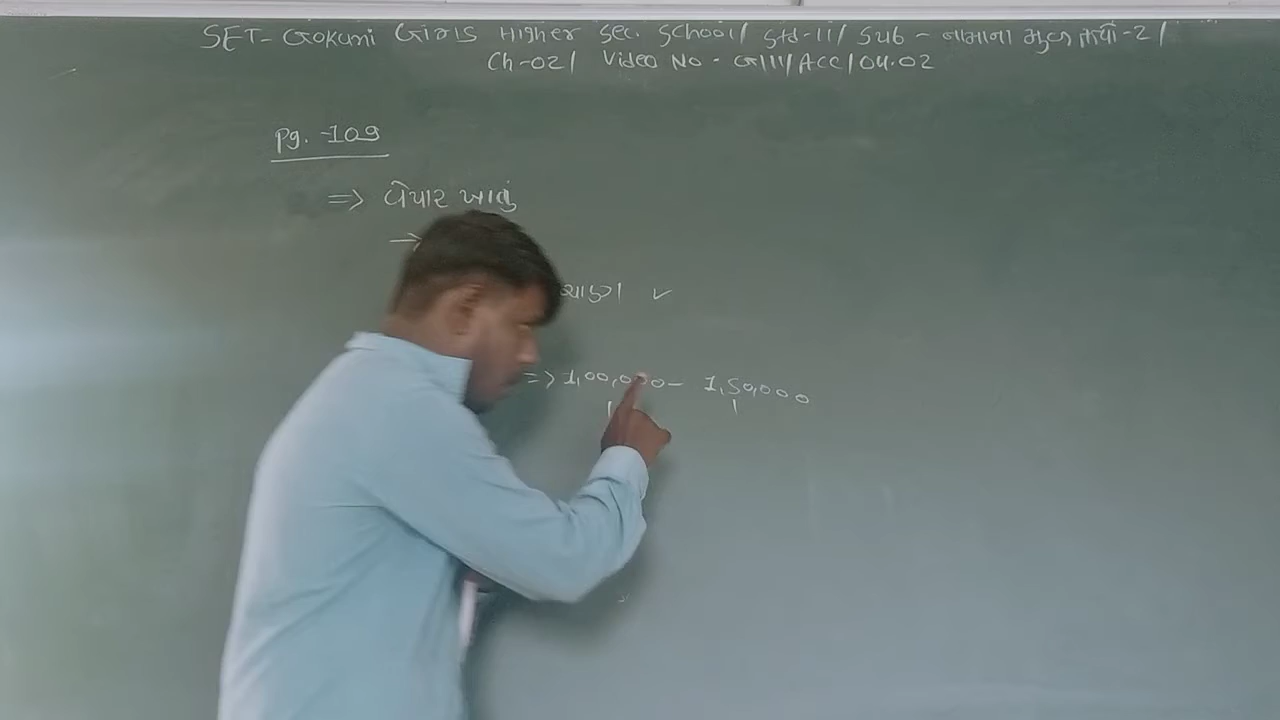 SET- Gokuni Girls Higher Sec. School/ Std-11/ Sub - નામાના મૂળ તત્વો-2/
Ch-02/ Video No - G/11/Acc/04.02
Pg. -109
=> વેપાર ખાતું
→
✓
=> 1,00,000 - 1,50,000